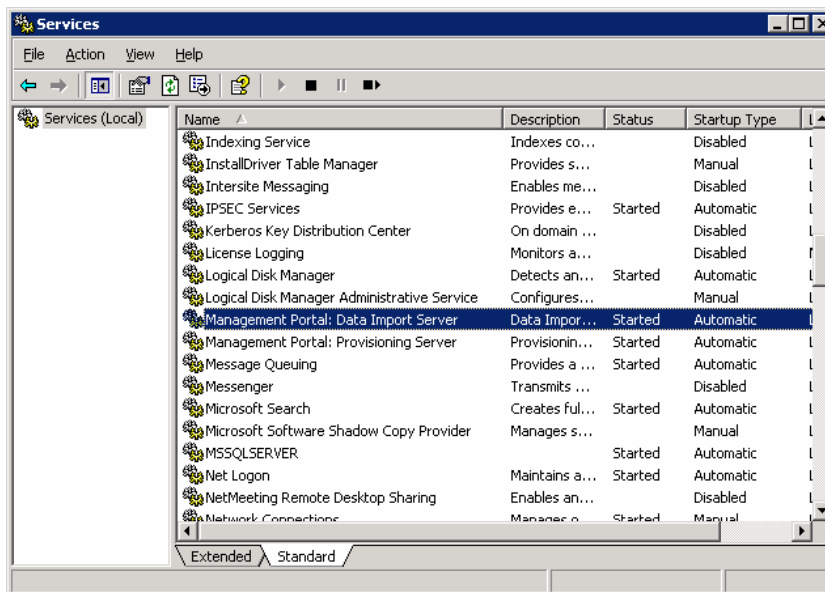 Services
File Action View Help
Services (Local)
Name Description Status Startup Type
Indexing Service Indexes co... Disabled
InstallDriver Table Manager Provides s... Manual
Intersite Messaging Enables me... Disabled
IPSEC Services Provides e... Started Automatic
Kerberos Key Distribution Center On domain ... Disabled
License Logging Monitors a... Disabled
Logical Disk Manager Detects an... Started Automatic
Logical Disk Manager Administrative Service Configures... Manual
Management Portal: Data Import Server Data Impor... Started Automatic
Management Portal: Provisioning Server Provisionin... Started Automatic
Message Queuing Provides a ... Started Automatic
Messenger Transmits ... Disabled
Microsoft Search Creates ful... Started Automatic
Microsoft Software Shadow Copy Provider Manages s... Manual
MSSQLSERVER Started Automatic
Net Logon Maintains a... Started Automatic
NetMeeting Remote Desktop Sharing Enables an... Disabled
Network Connections Manages o... Started Manual
Extended Standard